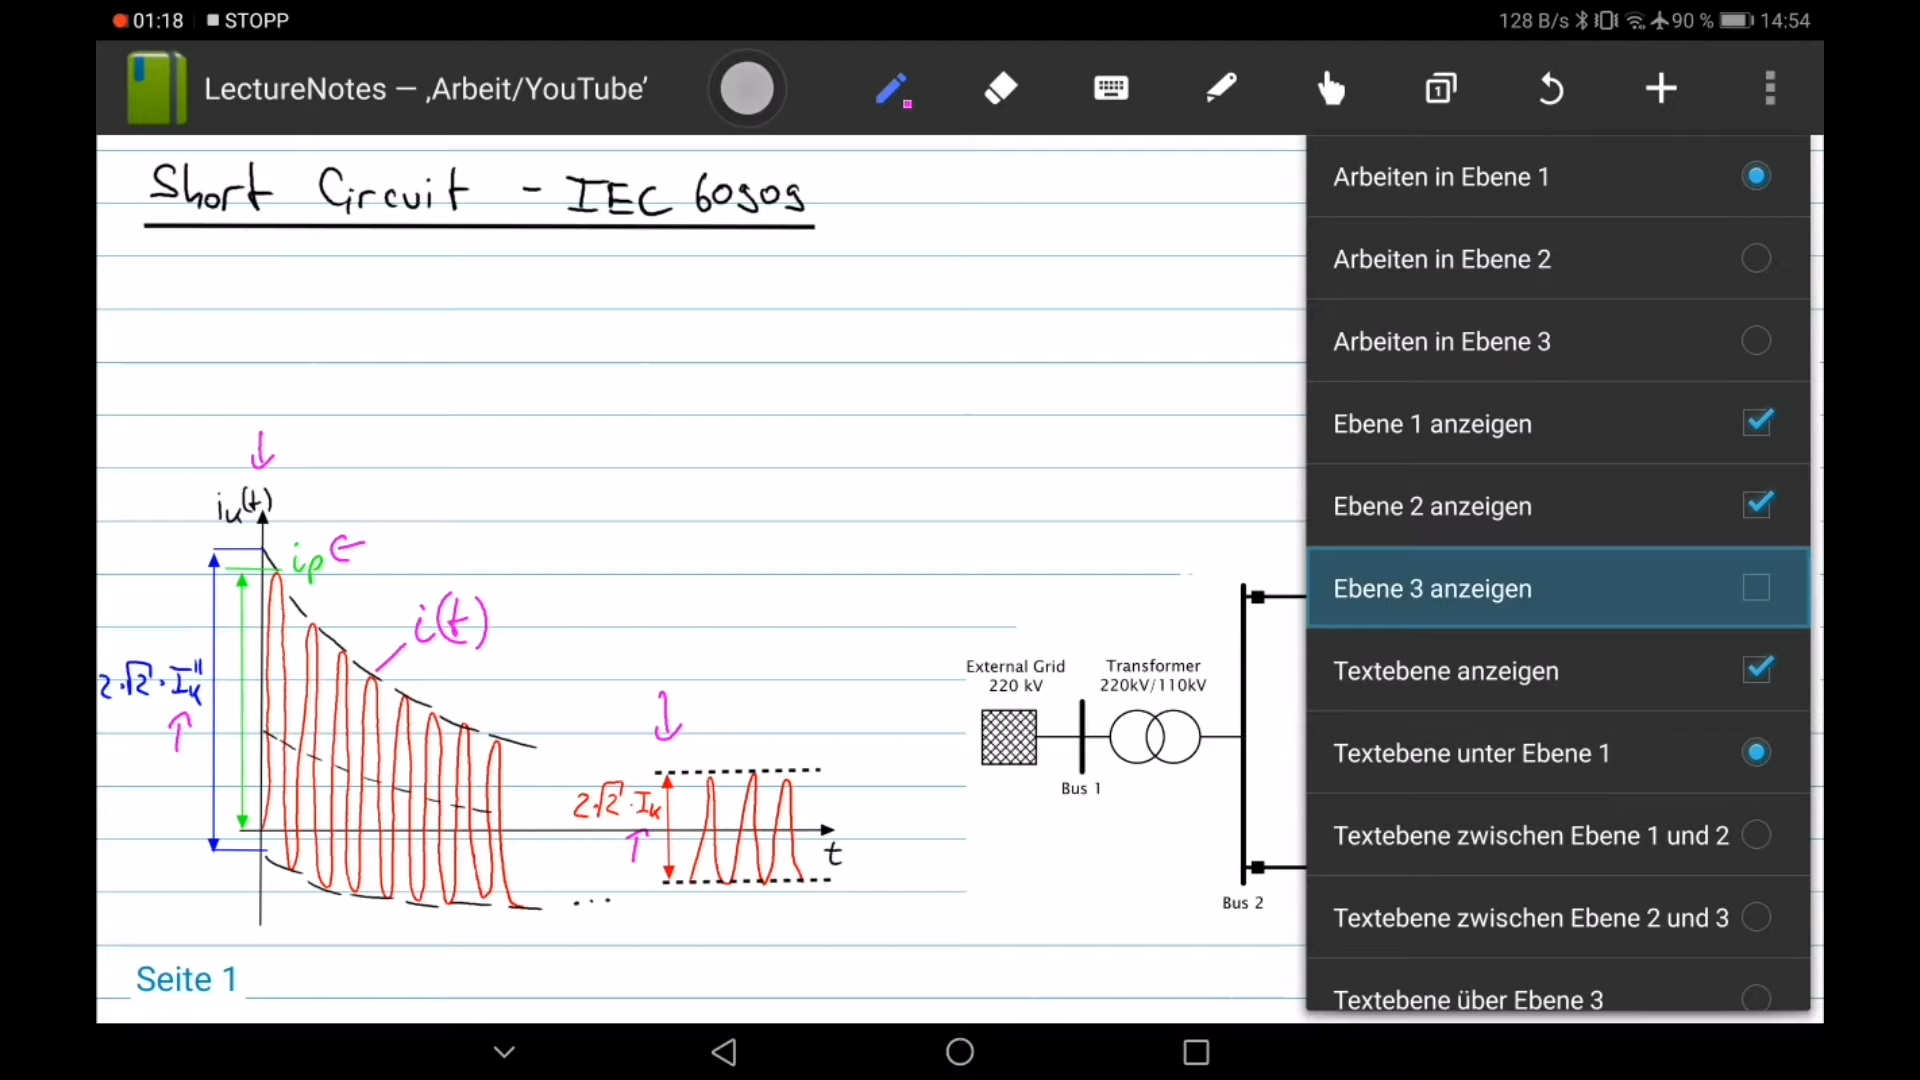 01:18 STOPP
128 B/s 90 % 14:54
LectureNotes — ‚Arbeit/YouTube‘
1
Short Circuit - IEC 60909
ik(t)
ip
i(t)
2·√2·Ik"
2·√2·Ik
t
...
External Grid
220 kV
Transformer
220kV/110kV
Bus 1
Bus 2
Seite 1
Arbeiten in Ebene 1
Arbeiten in Ebene 2
Arbeiten in Ebene 3
Ebene 1 anzeigen
Ebene 2 anzeigen
Ebene 3 anzeigen
Textebene anzeigen
Textebene unter Ebene 1
Textebene zwischen Ebene 1 und 2
Textebene zwischen Ebene 2 und 3
Textebene über Ebene 3